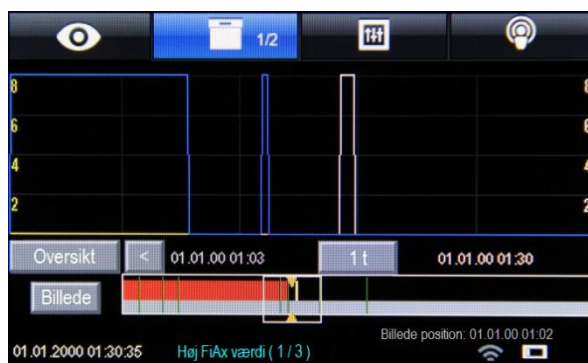 1/2
8 8
6 6
4 4
2 2
Oversikt < 01.01.00 01:03 1 t 01.01.00 01:30
Billede
Billede position: 01.01.00 01:02
01.01.2000 01:30:35 Høj FiAx værdi ( 1 / 3 )